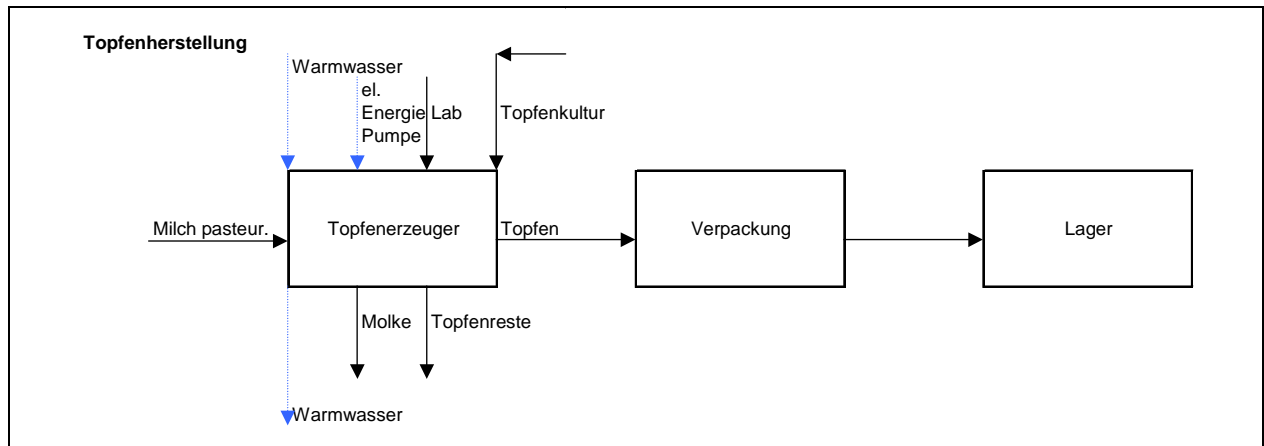 Topfenherstellung
Warmwasser
el.
Energie Lab
Pumpe
Topfenkultur
Milch pasteur.
Topfenerzeuger
Topfen
Verpackung
Lager
Molke
Topfenreste
Warmwasser